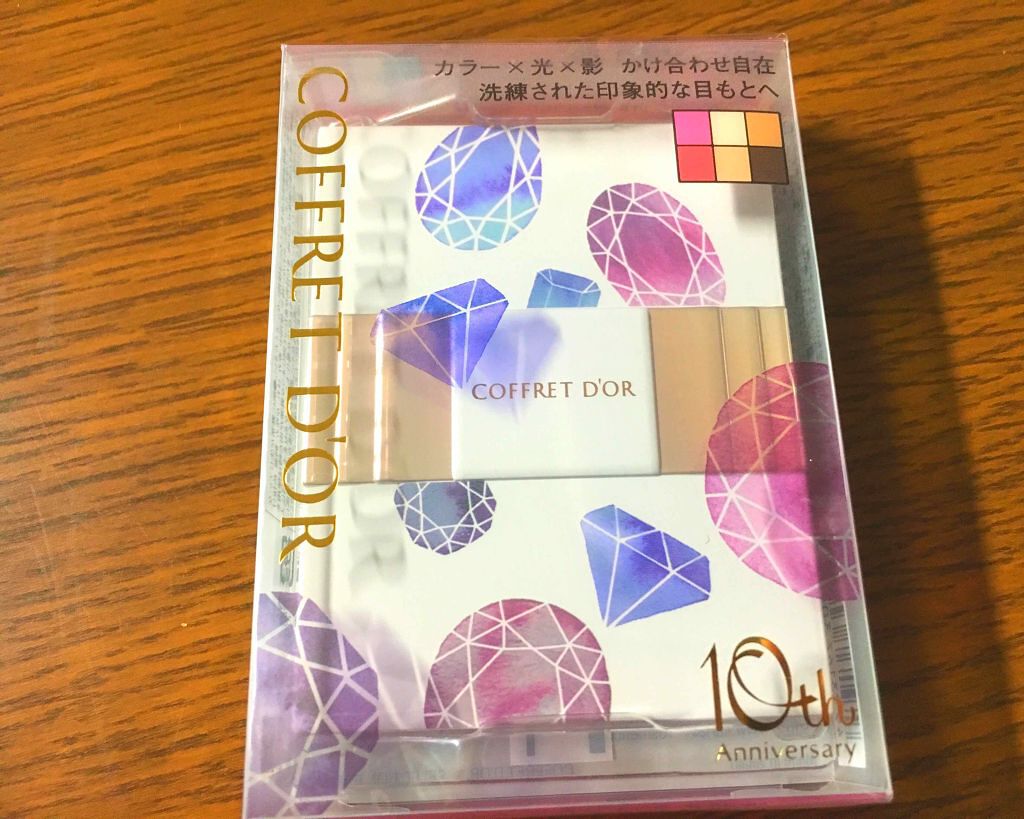 カラー×光×影 かけ合わせ自在
洗練された印象的な目もとへ
COFFRET D'OR
COFFRET D'OR
10th
Anniversary